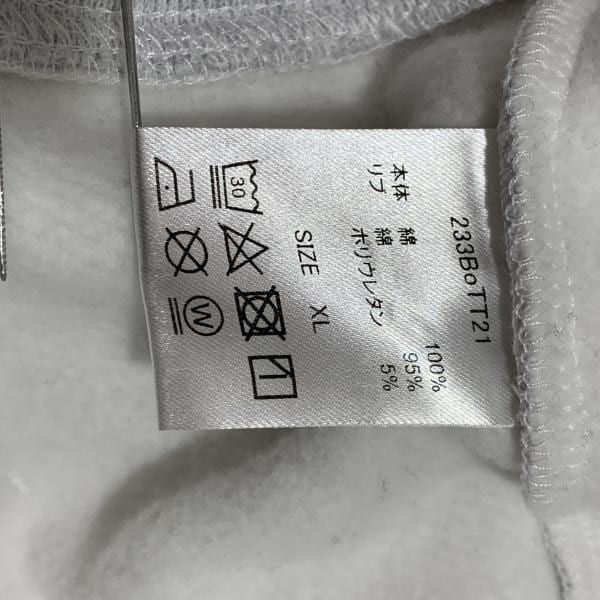 233BoTT21
本体 綿 100%
リブ 綿 95%
ポリウレタン 5%
SIZE XL
30
W